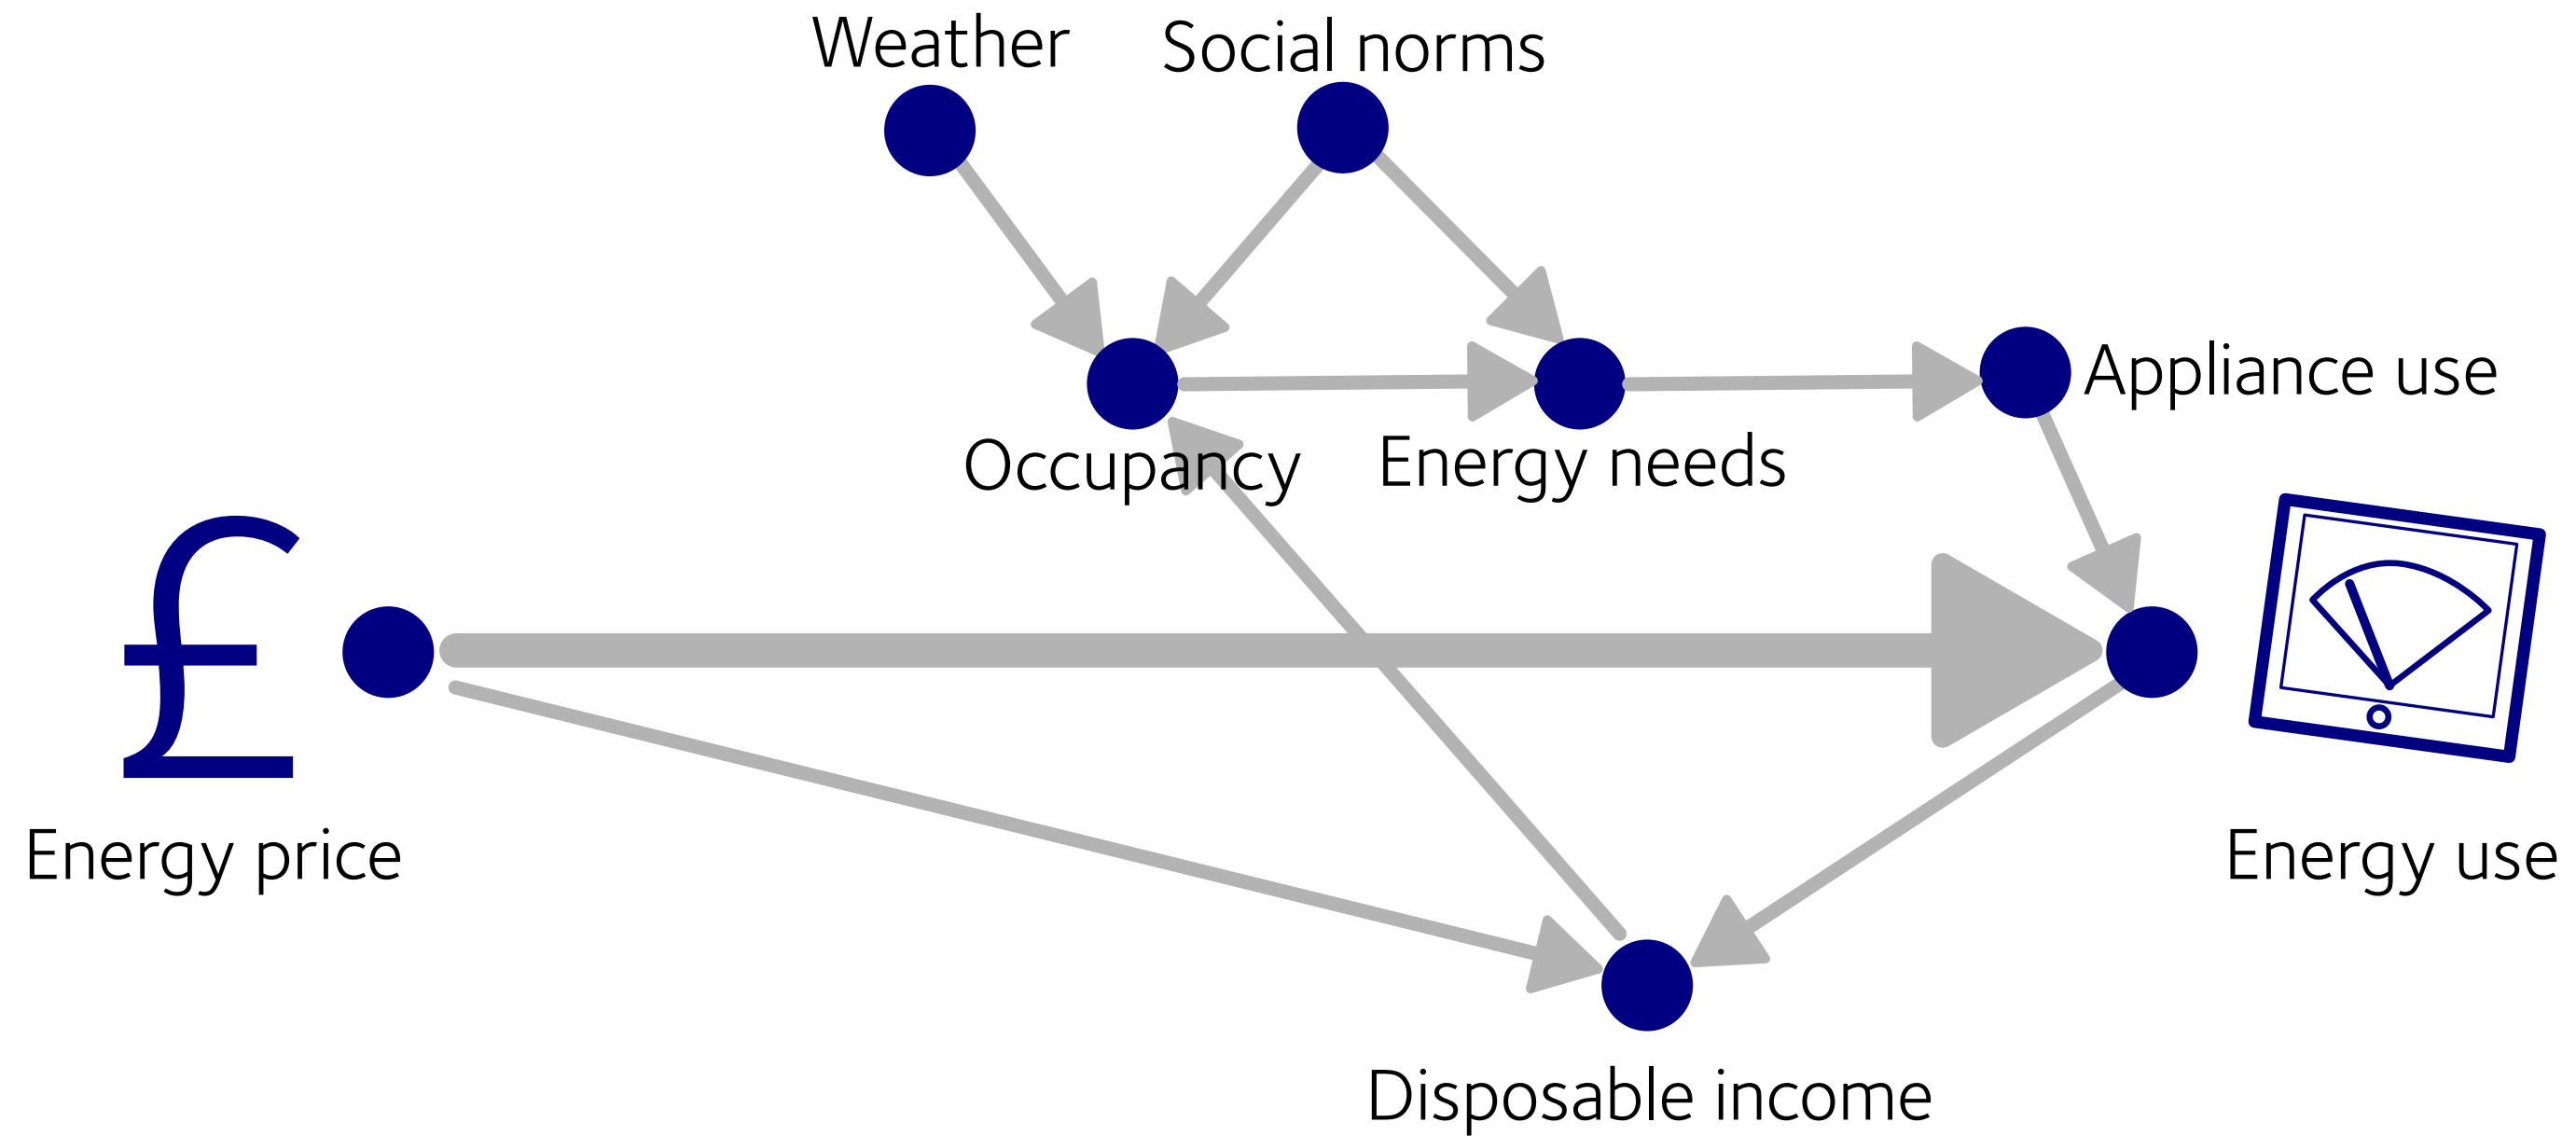 Weather
Social norms
Appliance use
Occupancy
Energy needs
£
Energy price
Energy use
Disposable income